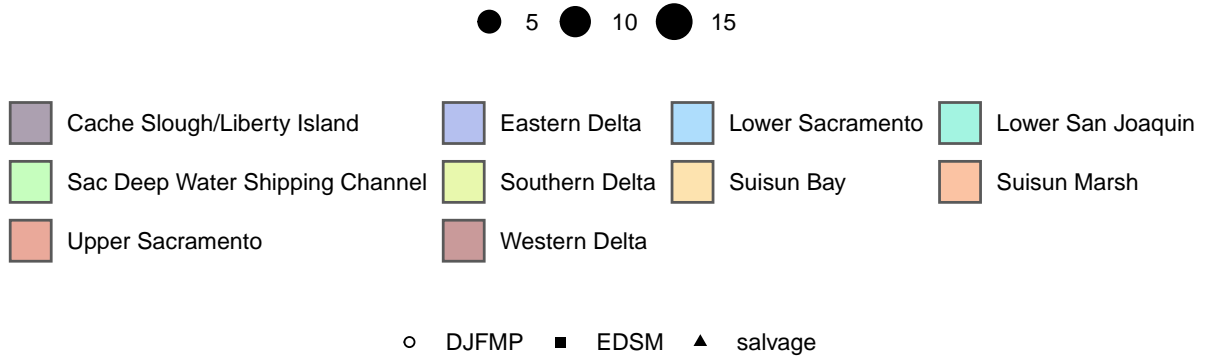 5 10 15
Cache Slough/Liberty Island Eastern Delta Lower Sacramento Lower San Joaquin
Sac Deep Water Shipping Channel Southern Delta Suisun Bay Suisun Marsh
Upper Sacramento Western Delta
DJFMP EDSM salvage